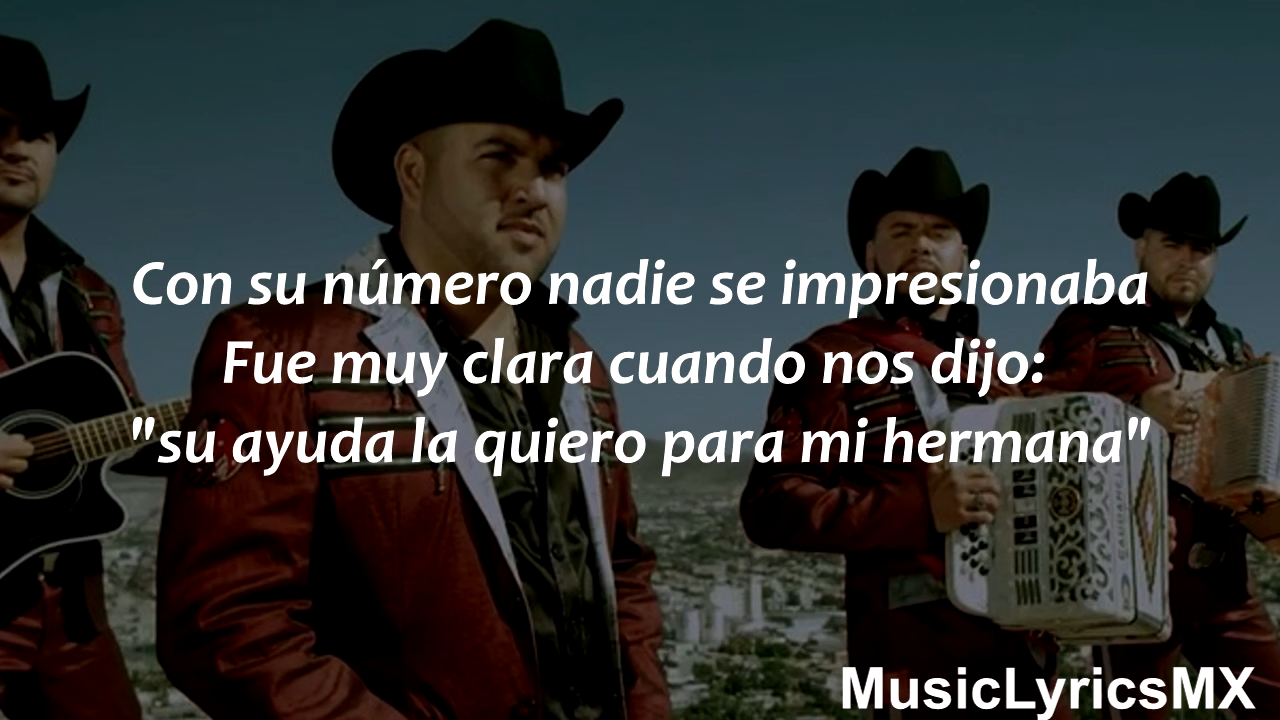 Con su número nadie se impresionaba
Fue muy clara cuando nos dijo:
"su ayuda la quiero para mi hermana"
MusicLyricsMX